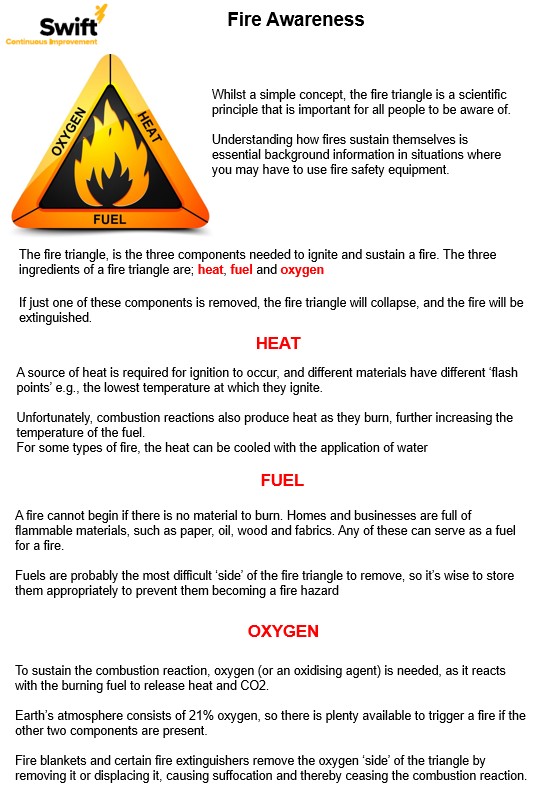 Swift
Continuous Improvement
Fire Awareness
OXYGEN
HEAT
FUEL
Whilst a simple concept, the fire triangle is a scientific
principle that is important for all people to be aware of.
Understanding how fires sustain themselves is
essential background information in situations where
you may have to use fire safety equipment.
The fire triangle, is the three components needed to ignite and sustain a fire. The three
ingredients of a fire triangle are; heat, fuel and oxygen
If just one of these components is removed, the fire triangle will collapse, and the fire will be
extinguished.
HEAT
A source of heat is required for ignition to occur, and different materials have different ‘flash
points’ e.g., the lowest temperature at which they ignite.
Unfortunately, combustion reactions also produce heat as they burn, further increasing the
temperature of the fuel.
For some types of fire, the heat can be cooled with the application of water
FUEL
A fire cannot begin if there is no material to burn. Homes and businesses are full of
flammable materials, such as paper, oil, wood and fabrics. Any of these can serve as a fuel
for a fire.
Fuels are probably the most difficult ‘side’ of the fire triangle to remove, so it’s wise to store
them appropriately to prevent them becoming a fire hazard
OXYGEN
To sustain the combustion reaction, oxygen (or an oxidising agent) is needed, as it reacts
with the burning fuel to release heat and CO2.
Earth’s atmosphere consists of 21% oxygen, so there is plenty available to trigger a fire if the
other two components are present.
Fire blankets and certain fire extinguishers remove the oxygen ‘side’ of the triangle by
removing it or displacing it, causing suffocation and thereby ceasing the combustion reaction.